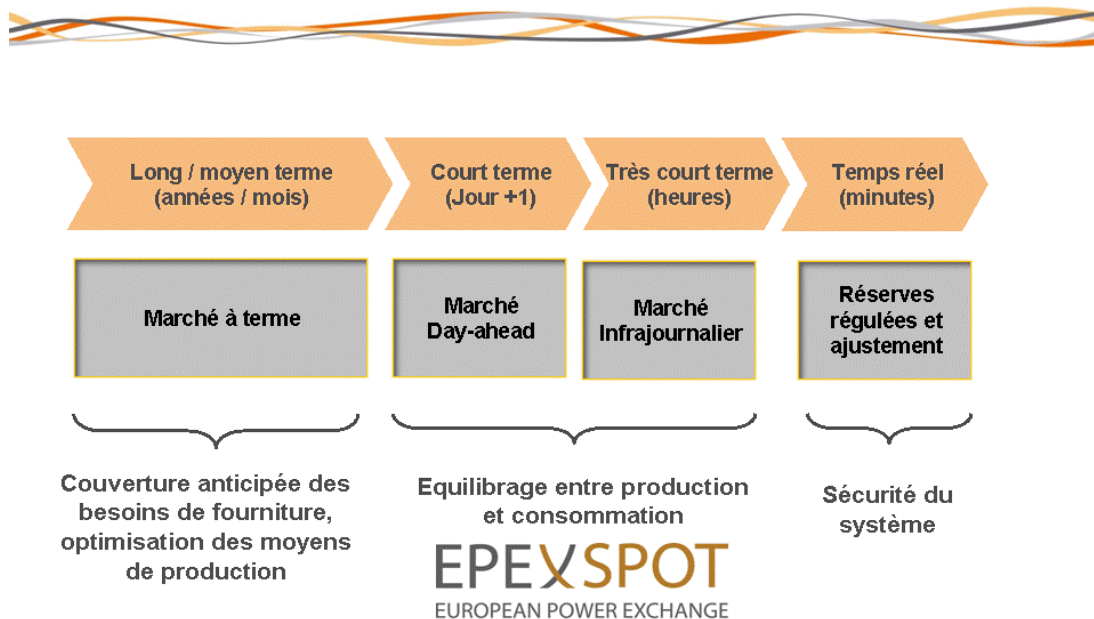 Long / moyen terme
(années / mois)
Court terme
(Jour +1)
Très court terme
(heures)
Temps réel
(minutes)
Marché à terme
Marché
Day-ahead
Marché
Infrajournalier
Réserves
régulées et
ajustement
Couverture anticipée des
besoins de fourniture,
optimisation des moyens
de production
Equilibrage entre production
et consommation
EPEXSPOT
EUROPEAN POWER EXCHANGE
Sécurité du
système